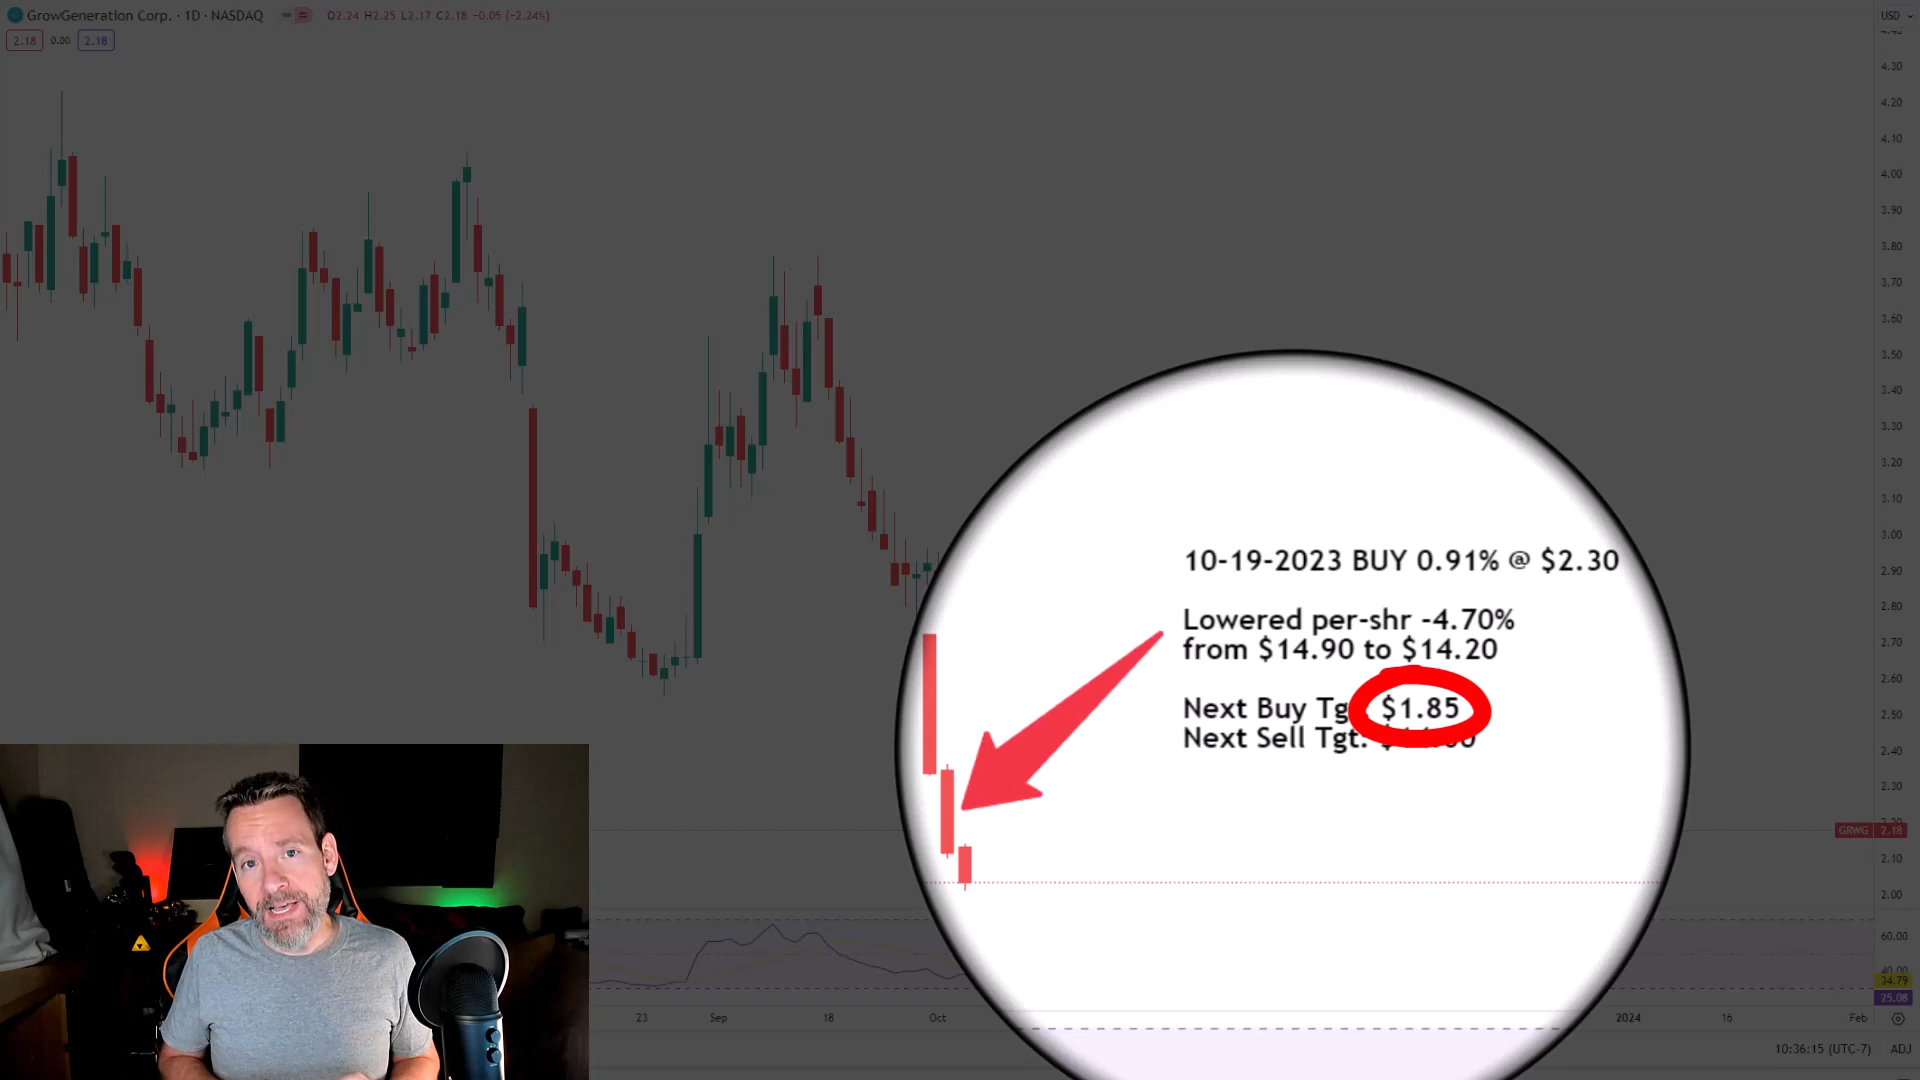 GrowGeneration Corp. · 1D · NASDAQ
O2.24 H2.25 L2.17 C2.18 -0.05 (-2.24%)
USD
2.18 0.00 2.18
4.30
4.20
4.10
4.00
3.90
3.80
3.70
3.60
3.50
3.40
3.30
3.20
3.10
3.00
2.90
2.80
2.70
2.60
2.50
2.40
2.30
GRWG 2.18
2.10
2.00
60.00
40.00
34.79
25.08
10-19-2023 BUY 0.91% @ $2.30
Lowered per-shr -4.70%
from $14.90 to $14.20
Next Buy Tg $1.85
Next Sell Tgt:
23 Sep 18 Oct 2024 16 Feb
10:36:15 (UTC-7) ADJ